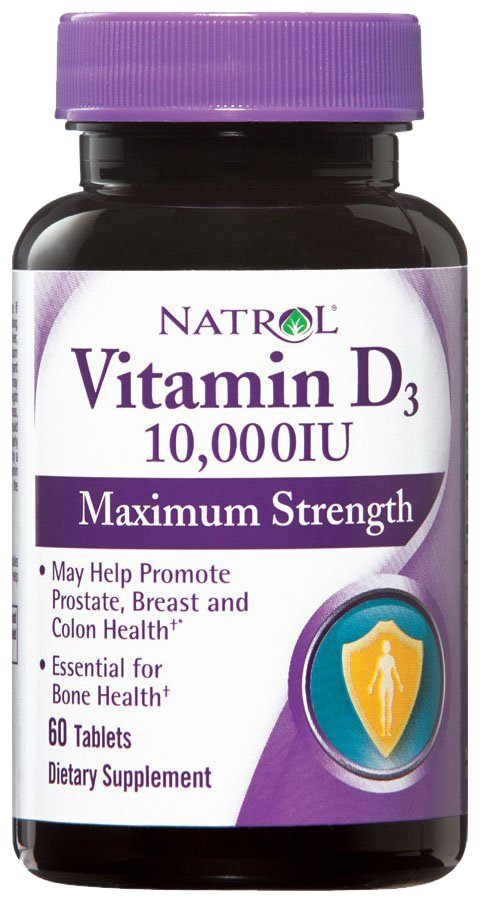 NATROL®
Vitamin D3
10,000IU
Maximum Strength
• May Help Promote
Prostate, Breast and
Colon Health†*
• Essential for
Bone Health†
60 Tablets
Dietary Supplement